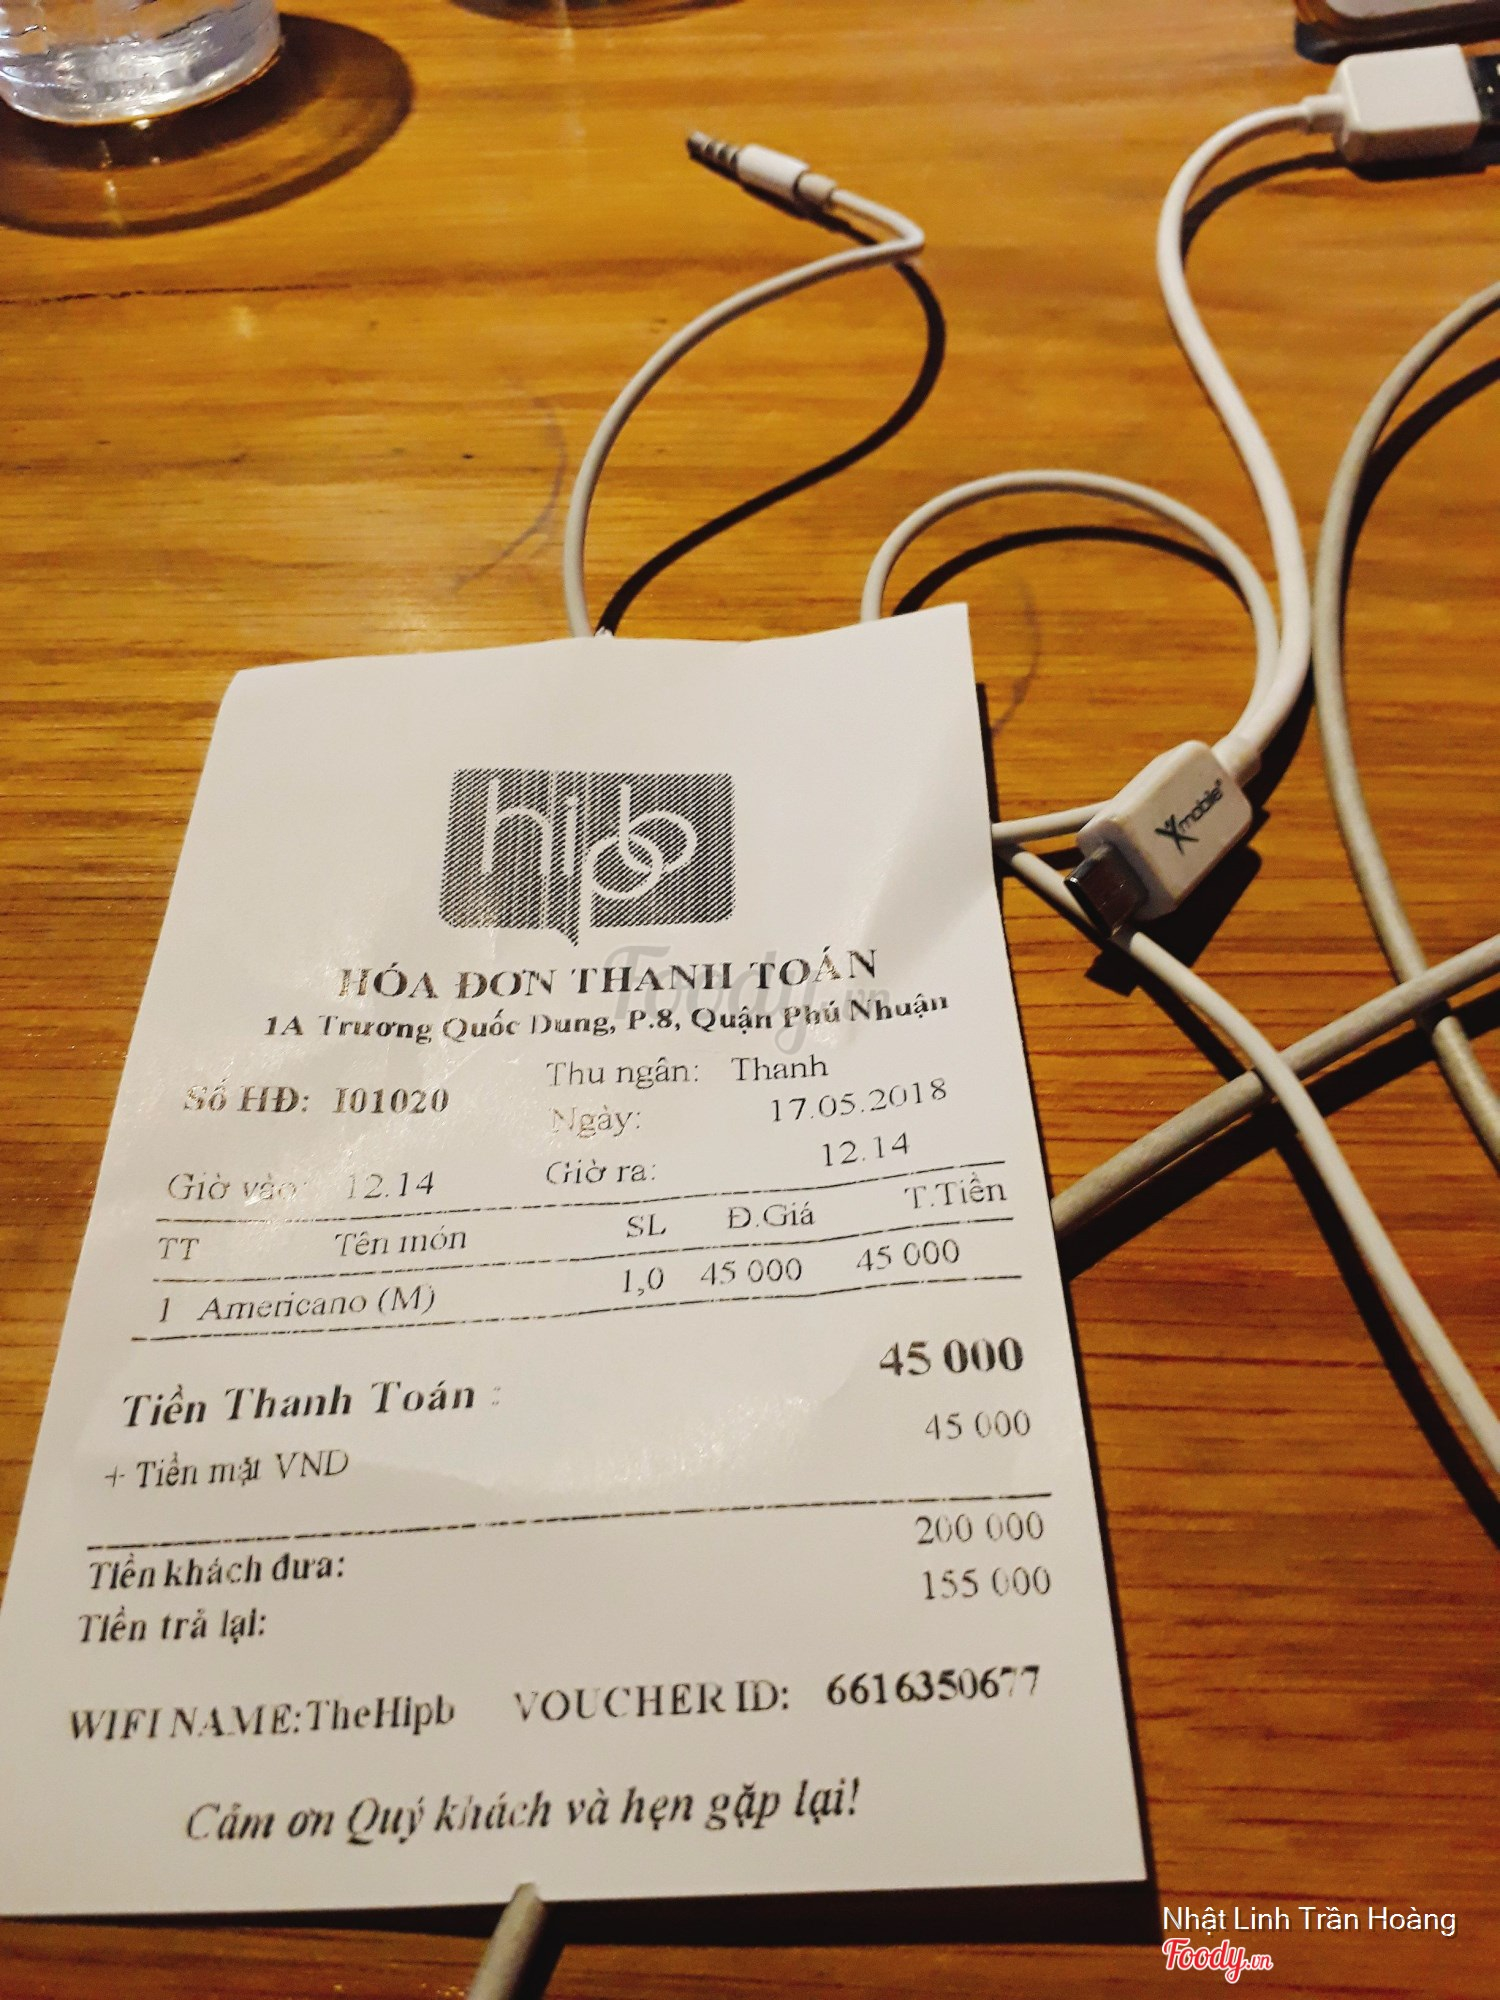 Xmobile
hipb
HÓA ĐƠN THANH TOÁN
1A Trương Quốc Dung, P.8, Quận Phú Nhuận
Thu ngân: Thanh
Số HĐ: I01020
Ngày: 17.05.2018
Giờ vào: 12.14 Giờ ra: 12.14
TT Tên món SL Đ.Giá T.Tiền
1 Americano (M) 1,0 45 000 45 000
Tiền Thanh Toán : 45 000
+ Tiền mặt VND 45 000
Tiền khách đưa: 200 000
Tiền trả lại: 155 000
WIFI NAME:TheHipb VOUCHER ID: 6616350677
Cảm ơn Quý khách và hẹn gặp lại!
Foody.vn
Nhật Linh Trần Hoàng
Foody.vn